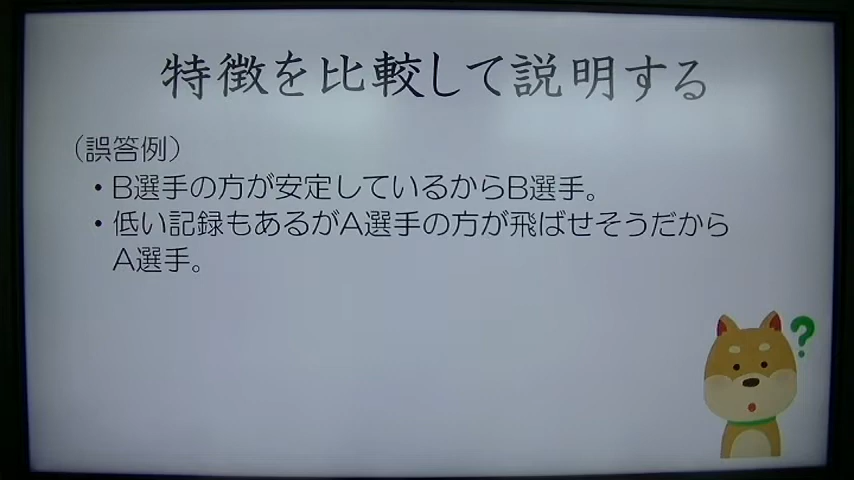 特徴を比較して説明する
（誤答例）
・B選手の方が安定しているからB選手。
・低い記録もあるがA選手の方が飛ばせそうだから
A選手。
?